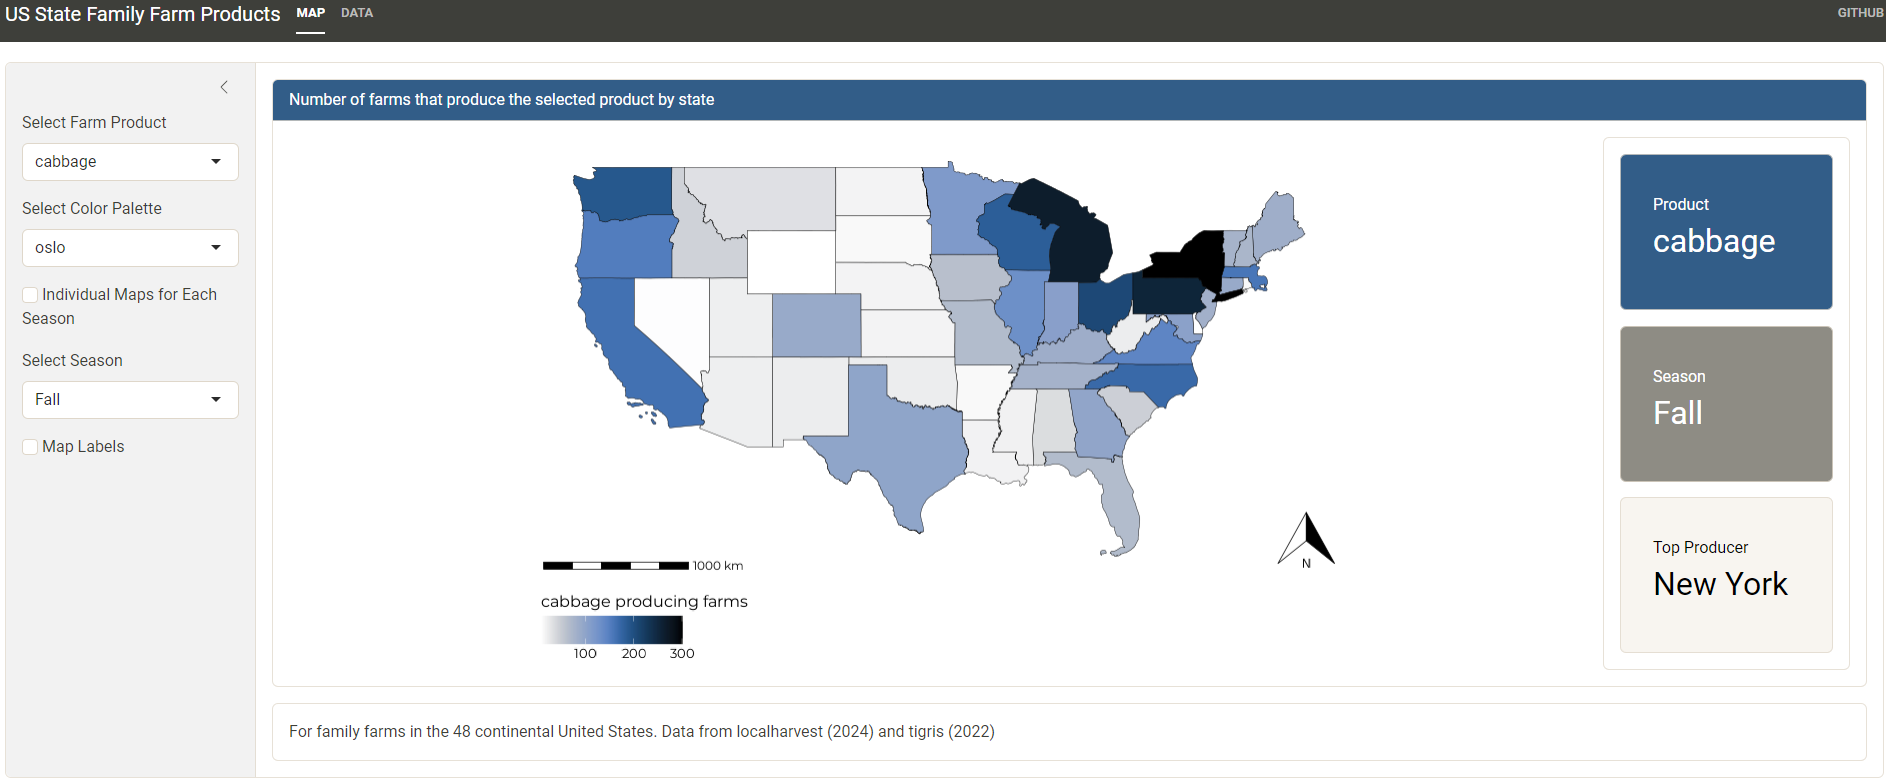 US State Family Farm Products MAP DATA GITHUB
Select Farm Product
cabbage
Select Color Palette
oslo
Individual Maps for Each
Season
Select Season
Fall
Map Labels
Number of farms that produce the selected product by state
1000 km
N
cabbage producing farms
100 200 300
Product
cabbage
Season
Fall
Top Producer
New York
For family farms in the 48 continental United States. Data from localharvest (2024) and tigris (2022)